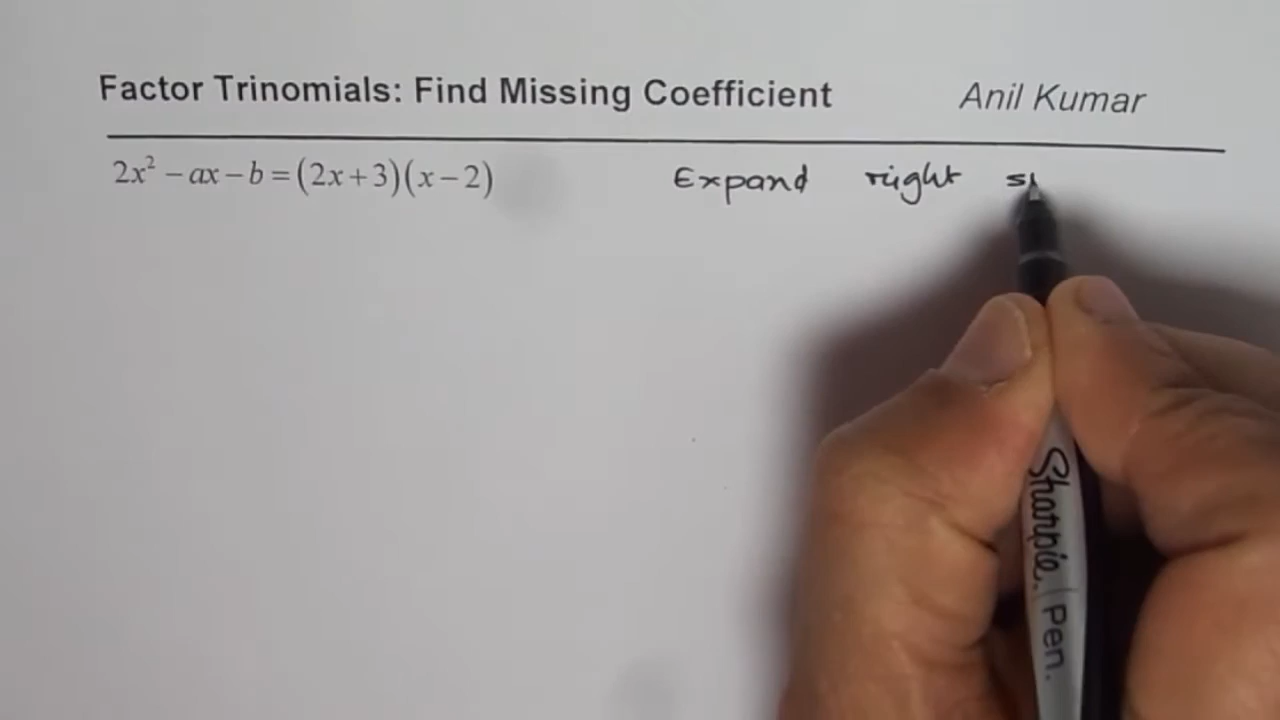 Factor Trinomials: Find Missing Coefficient Anil Kumar
2x² − ax − b = (2x+3)(x−2) Expand right
Sharpie. | Pen.